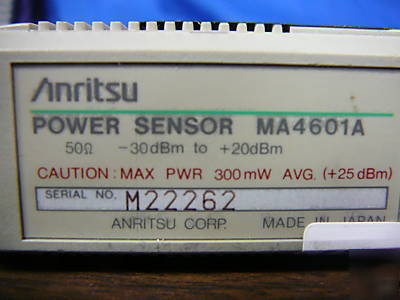 Anritsu
POWER SENSOR MA4601A
50Ω -30dBm to +20dBm
CAUTION: MAX PWR 300mW AVG. (+25dBm)
SERIAL NO. M22262
ANRITSU CORP. MADE IN JAPAN